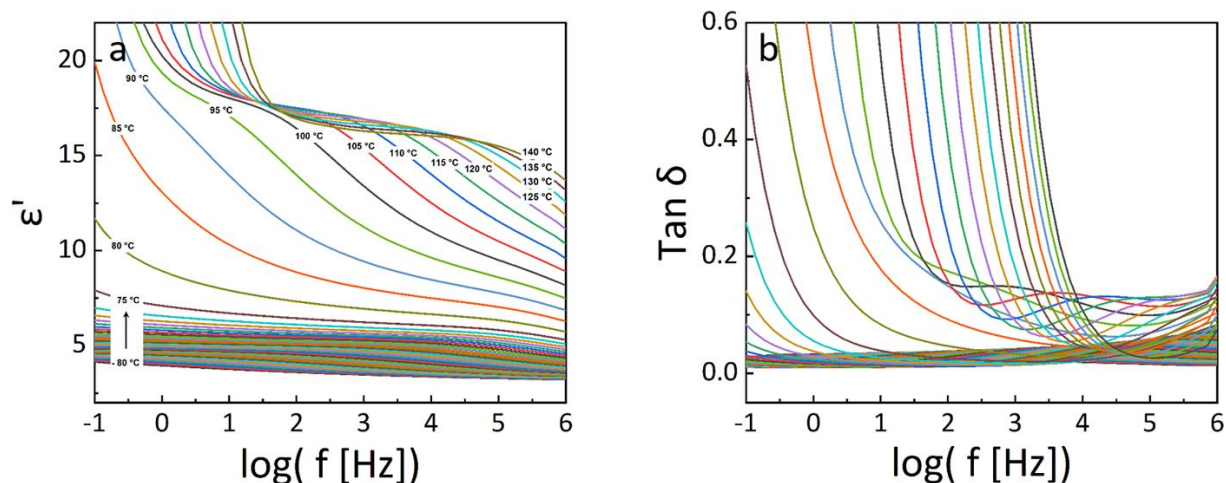 a
20
15
10
5
ε'
90 °C
95 °C
85 °C
100 °C
105 °C
110 °C
115 °C
120 °C
140 °C
135 °C
130 °C
125 °C
80 °C
75 °C
80 °C
-1 0 1 2 3 4 5 6
log( f [Hz])
b
0.6
0.4
0.2
0.0
Tan δ
-1 0 1 2 3 4 5 6
log( f [Hz])